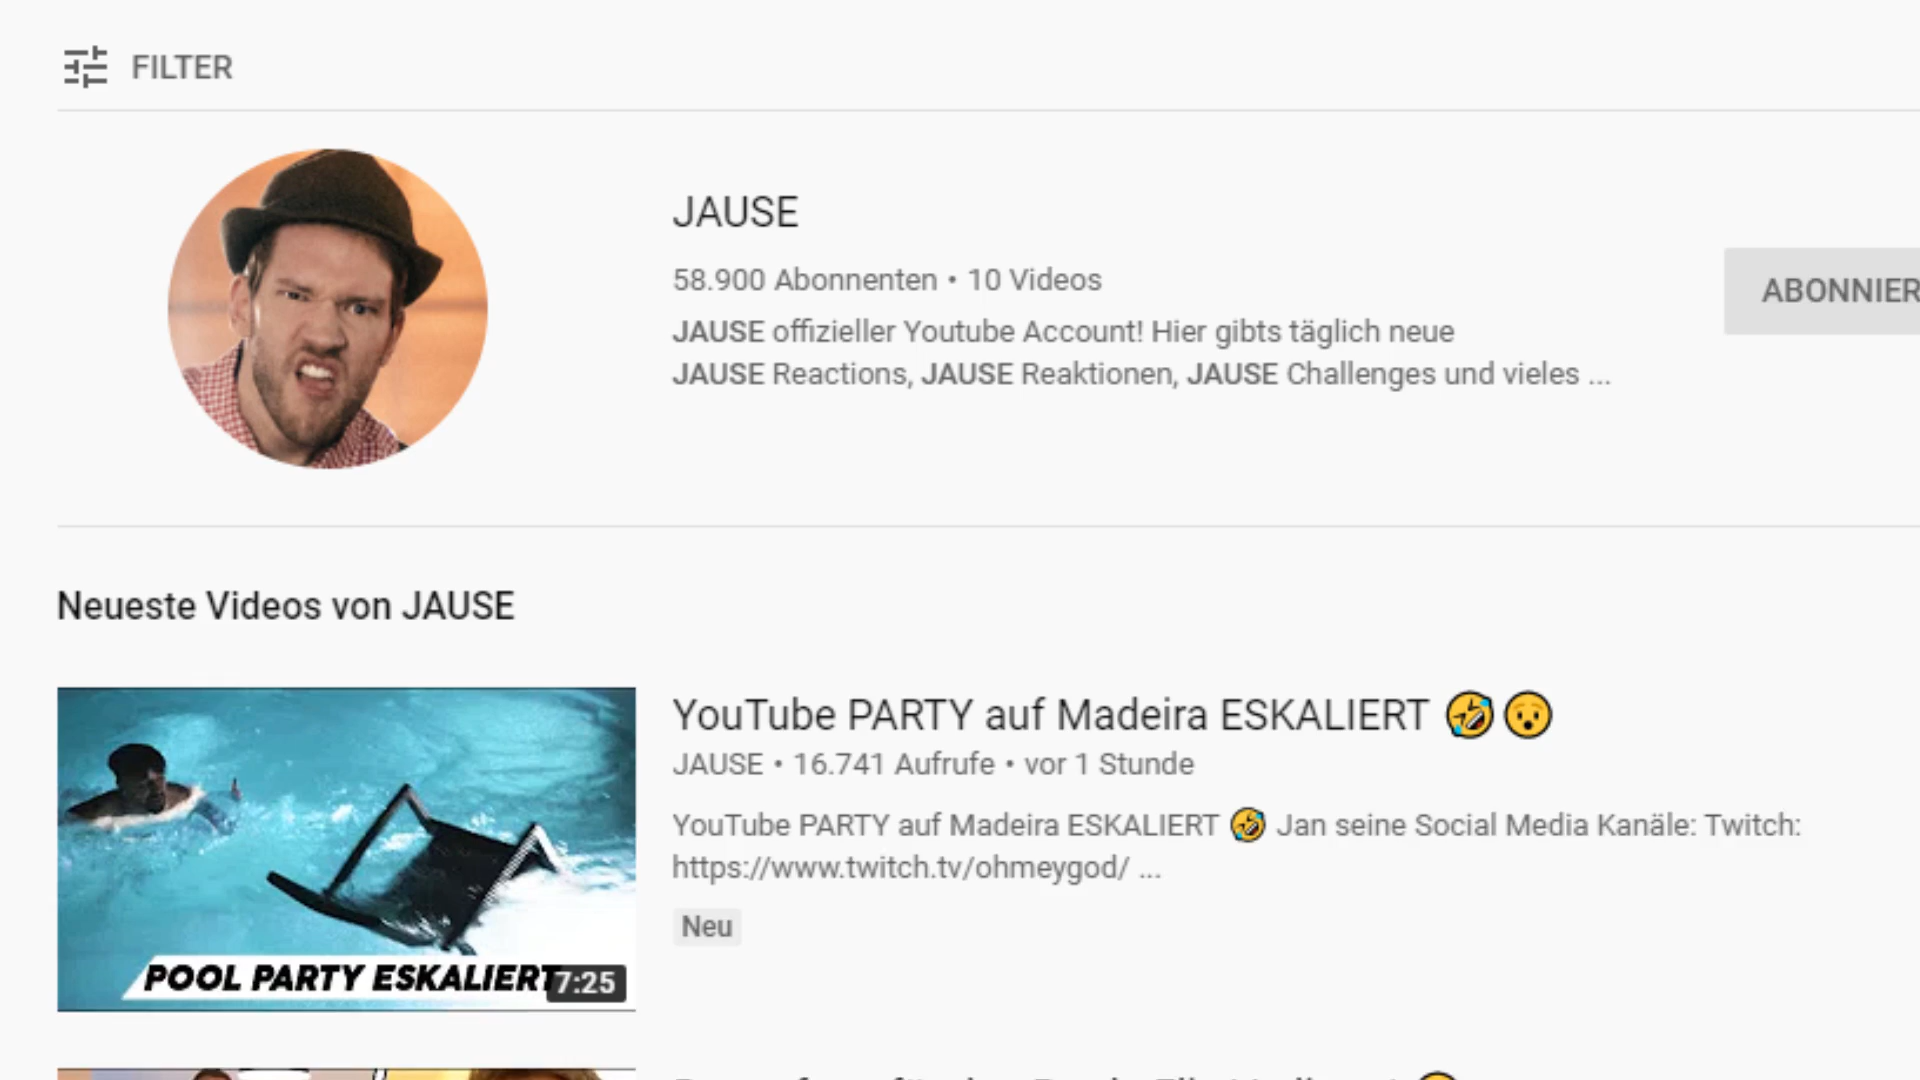 FILTER
JAUSE
58.900 Abonnenten • 10 Videos
JAUSE offizieller Youtube Account! Hier gibts täglich neue
JAUSE Reactions, JAUSE Reaktionen, JAUSE Challenges und vieles ...
ABONNIER
Neueste Videos von JAUSE
YouTube PARTY auf Madeira ESKALIERT 🤣😯
JAUSE • 16.741 Aufrufe • vor 1 Stunde
YouTube PARTY auf Madeira ESKALIERT 🤣 Jan seine Social Media Kanäle: Twitch:
https://www.twitch.tv/ohmeygod/ ...
Neu
POOL PARTY ESKALIERT
7:25